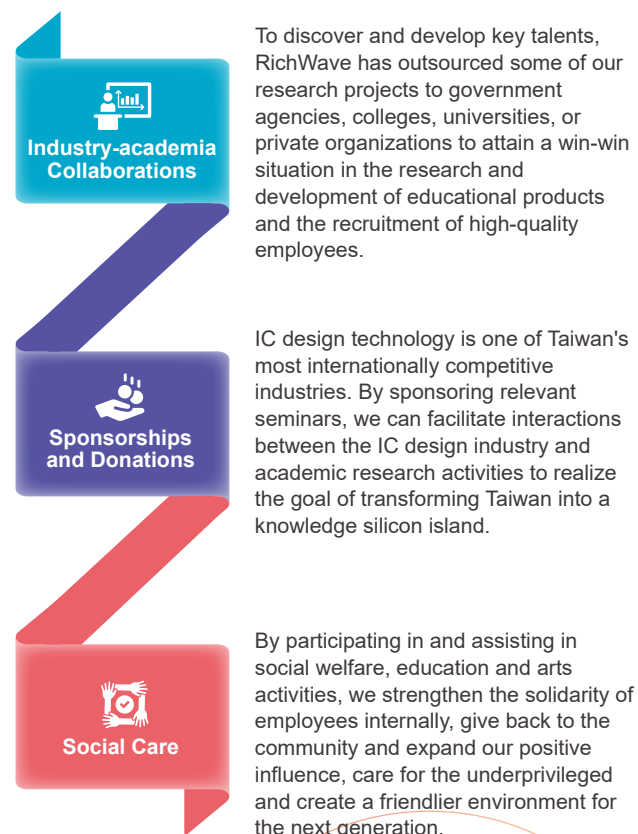 Industry-academia
Collaborations
To discover and develop key talents,
RichWave has outsourced some of our
research projects to government
agencies, colleges, universities, or
private organizations to attain a win-win
situation in the research and
development of educational products
and the recruitment of high-quality
employees.
Sponsorships
and Donations
IC design technology is one of Taiwan's
most internationally competitive
industries. By sponsoring relevant
seminars, we can facilitate interactions
between the IC design industry and
academic research activities to realize
the goal of transforming Taiwan into a
knowledge silicon island.
Social Care
By participating in and assisting in
social welfare, education and arts
activities, we strengthen the solidarity of
employees internally, give back to the
community and expand our positive
influence, care for the underprivileged
and create a friendlier environment for
the next generation.